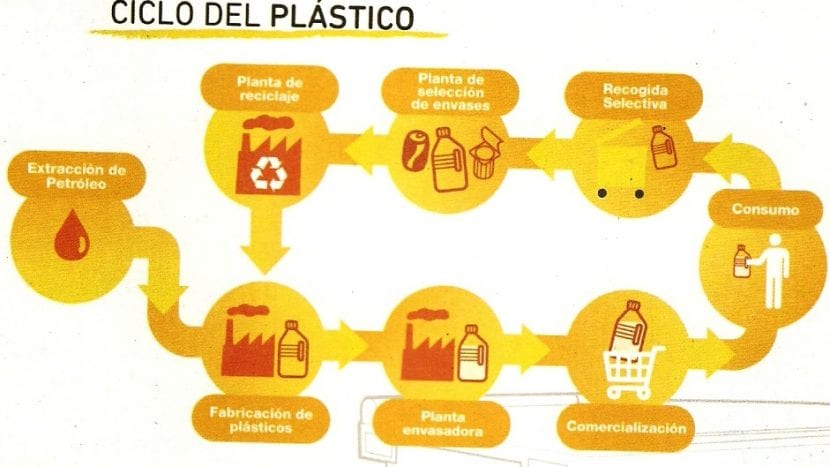 CICLO DEL PLÁSTICO
Planta de
reciclaje
Planta de
selección
de envases
Recogida
Selectiva
Extracción de
Petróleo
Consumo
Fabricación de
plásticos
Planta
envasadora
Comercialización